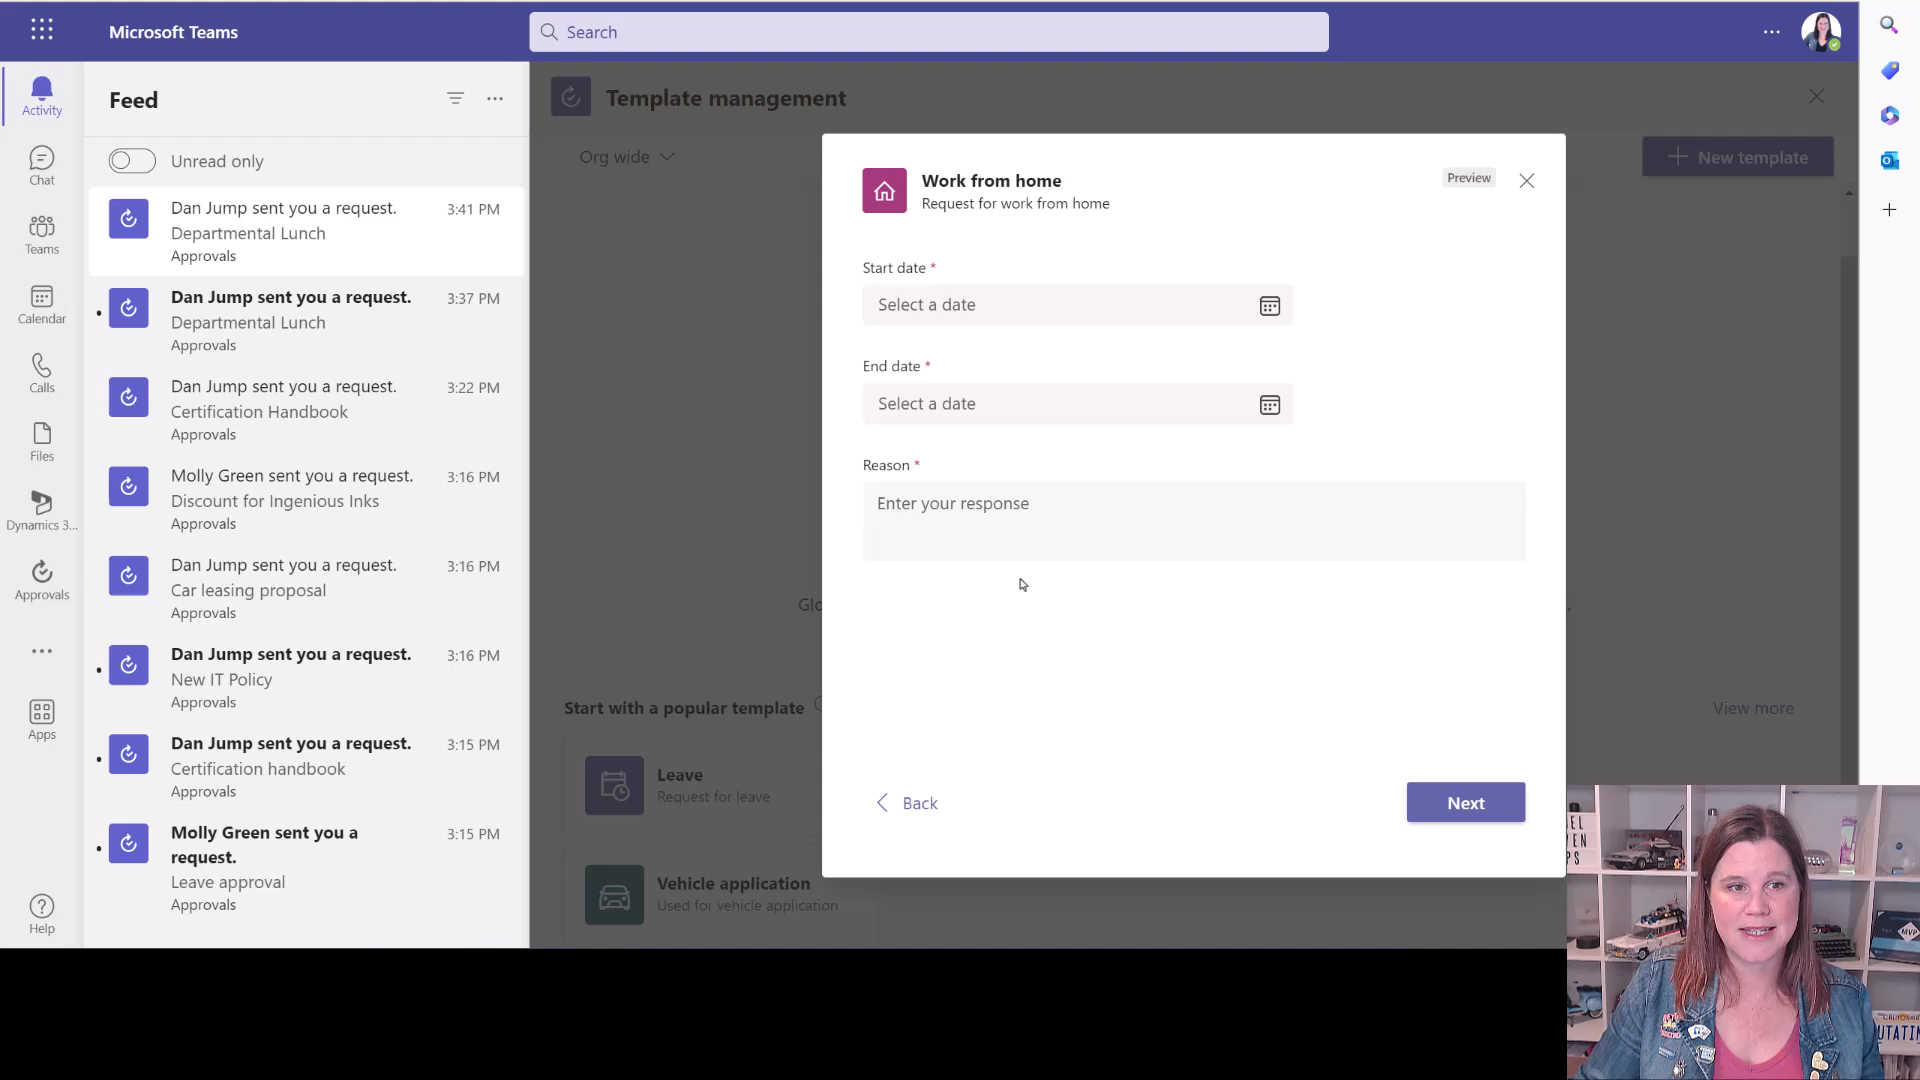 Microsoft Teams
Search
Activity
Chat
Teams
Calendar
Calls
Files
Dynamics 3...
Approvals
Apps
Help
Feed
Unread only
Dan Jump sent you a request. 3:41 PM
Departmental Lunch
Approvals
Dan Jump sent you a request. 3:37 PM
Departmental Lunch
Approvals
Dan Jump sent you a request. 3:22 PM
Certification Handbook
Approvals
Molly Green sent you a request. 3:16 PM
Discount for Ingenious Inks
Approvals
Dan Jump sent you a request. 3:16 PM
Car leasing proposal
Approvals
Dan Jump sent you a request. 3:16 PM
New IT Policy
Approvals
Dan Jump sent you a request. 3:15 PM
Certification handbook
Approvals
Molly Green sent you a 3:15 PM
request.
Leave approval
Approvals
Template management
Org wide
New template
Glo
Start with a popular template
View more
Leave
Request for leave
Vehicle application
Used for vehicle application
Work from home
Request for work from home
Preview
Start date *
Select a date
End date *
Select a date
Reason *
Enter your response
Back
Next
MVP